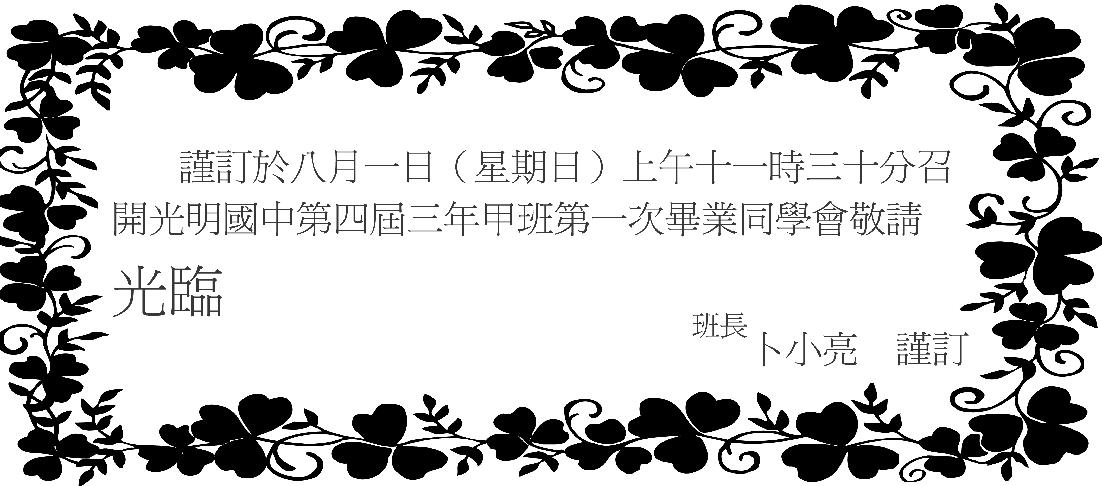 謹訂於八月一日（星期日）上午十一時三十分召
開光明國中第四屆三年甲班第一次畢業同學會敬請
光臨
班長卜小亮　謹訂